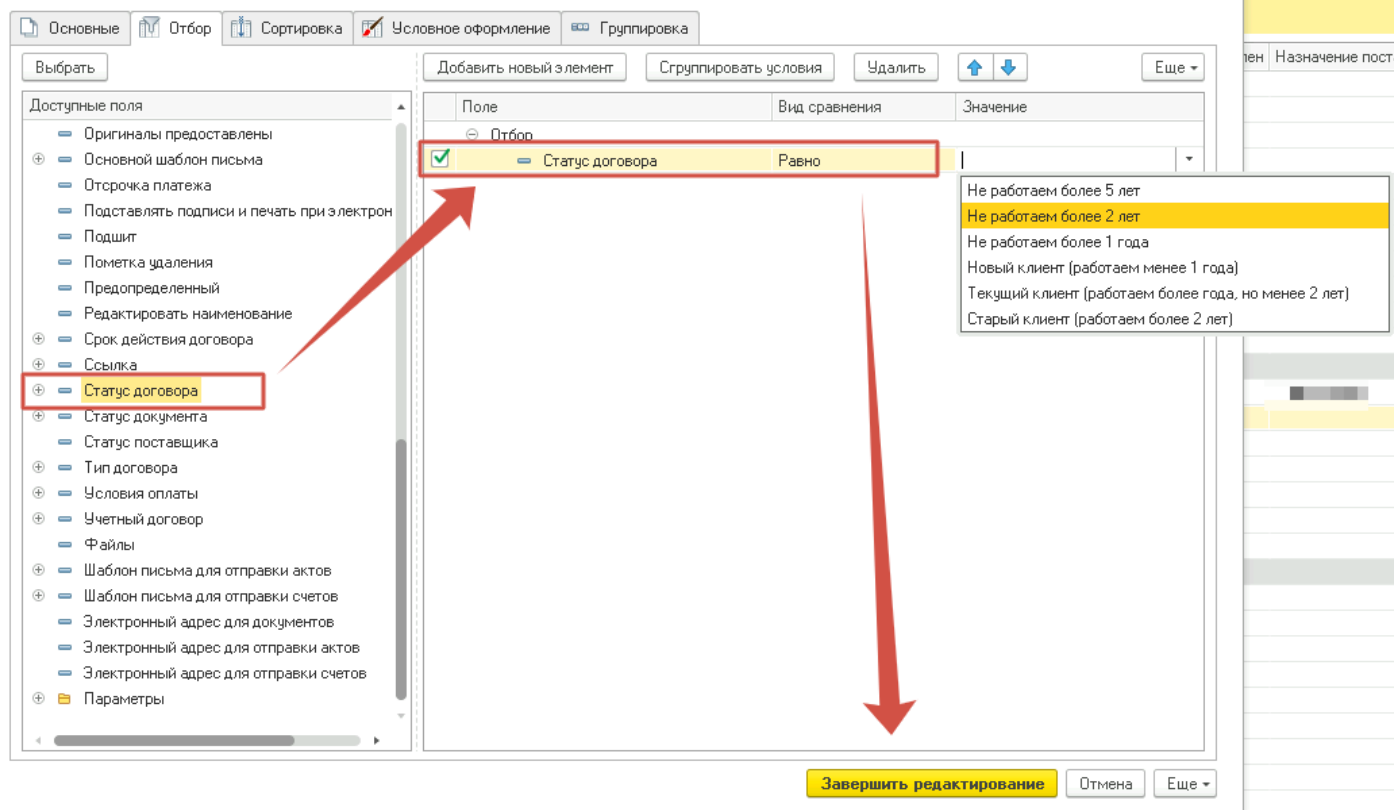 Основные
Отбор
Сортировка
Условное оформление
Группировка
Выбрать
Добавить новый элемент
Сгруппировать условия
Удалить
Еще
Доступные поля
Оригиналы предоставлены
Основной шаблон письма
Отсрочка платежа
Подставлять подписи и печать при электрон
Подшит
Пометка удаления
Предопределенный
Редактировать наименование
Срок действия договора
Ссылка
Статус договора
Статус документа
Статус поставщика
Тип договора
Условия оплаты
Учетный договор
Файлы
Шаблон письма для отправки актов
Шаблон письма для отправки счетов
Электронный адрес для документов
Электронный адрес для отправки актов
Электронный адрес для отправки счетов
Параметры
Поле
Вид сравнения
Значение
Отбор
Статус договора
Равно
Не работаем более 5 лет
Не работаем более 2 лет
Не работаем более 1 года
Новый клиент (работаем менее 1 года)
Текущий клиент (работаем более года, но менее 2 лет)
Старый клиент (работаем более 2 лет)
Завершить редактирование
Отмена
Еще
лен
Назначение пост